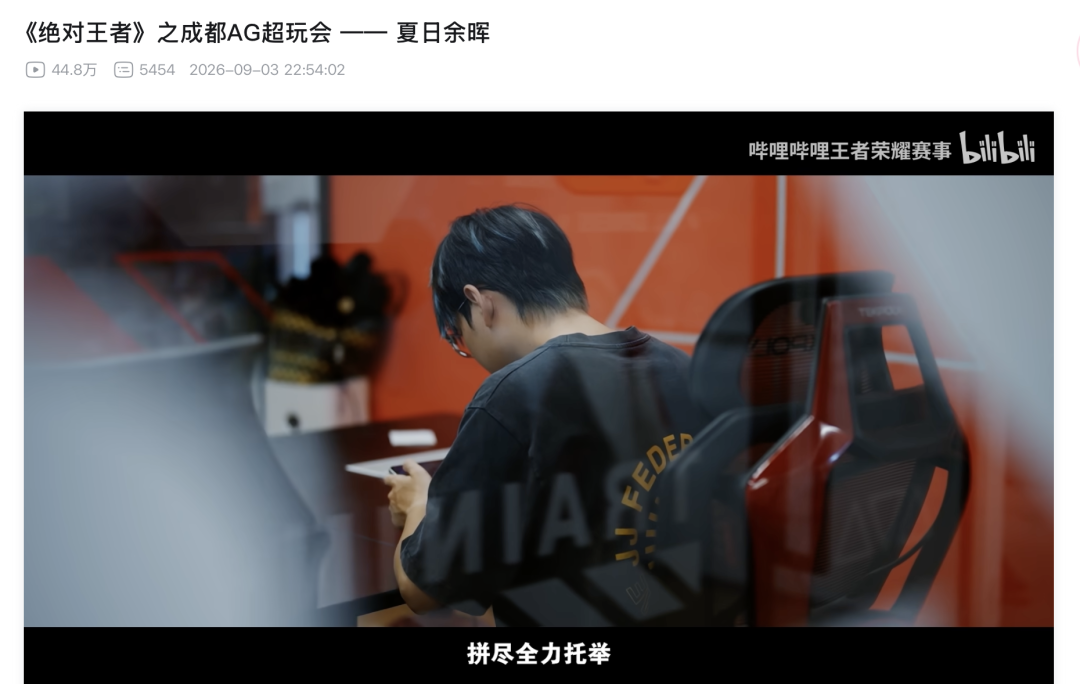 《绝对王者》之成都AG超玩会 —— 夏日余晖
44.8万 5454 2026-09-03 22:54:02
哔哩哔哩王者荣耀赛事 bilibili
JJ FEDER
拼尽全力托举